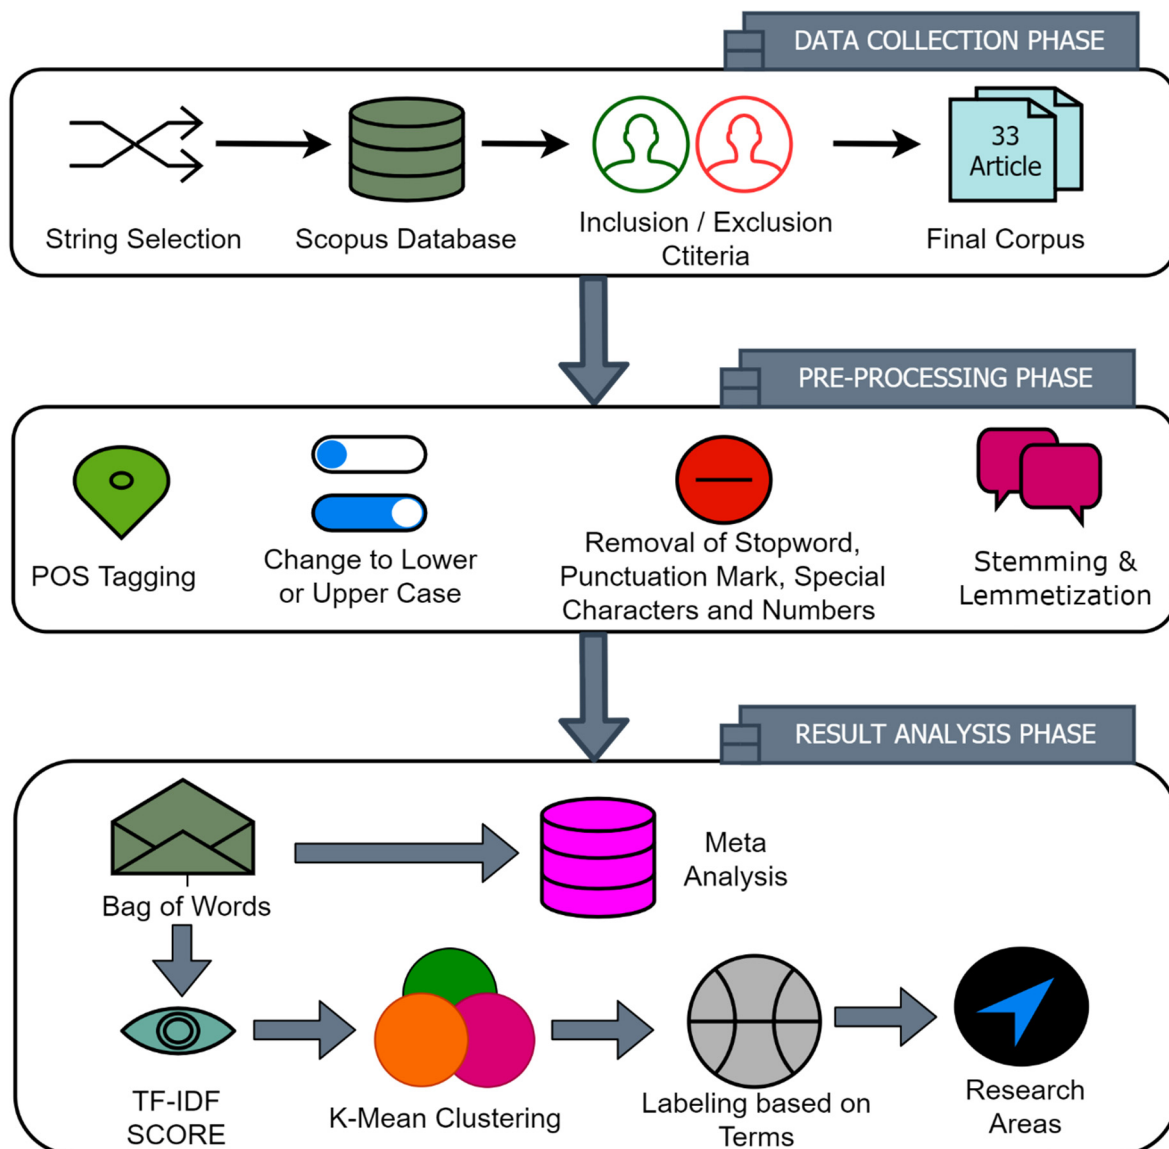 DATA COLLECTION PHASE
33
Article
String Selection
Scopus Database
Inclusion / Exclusion
Ctiteria
Final Corpus
PRE-PROCESSING PHASE
POS Tagging
Change to Lower
or Upper Case
Removal of Stopword,
Punctuation Mark, Special
Characters and Numbers
Stemming &
Lemmetization
RESULT ANALYSIS PHASE
Bag of Words
Meta
Analysis
TF-IDF
SCORE
K-Mean Clustering
Labeling based on
Terms
Research
Areas